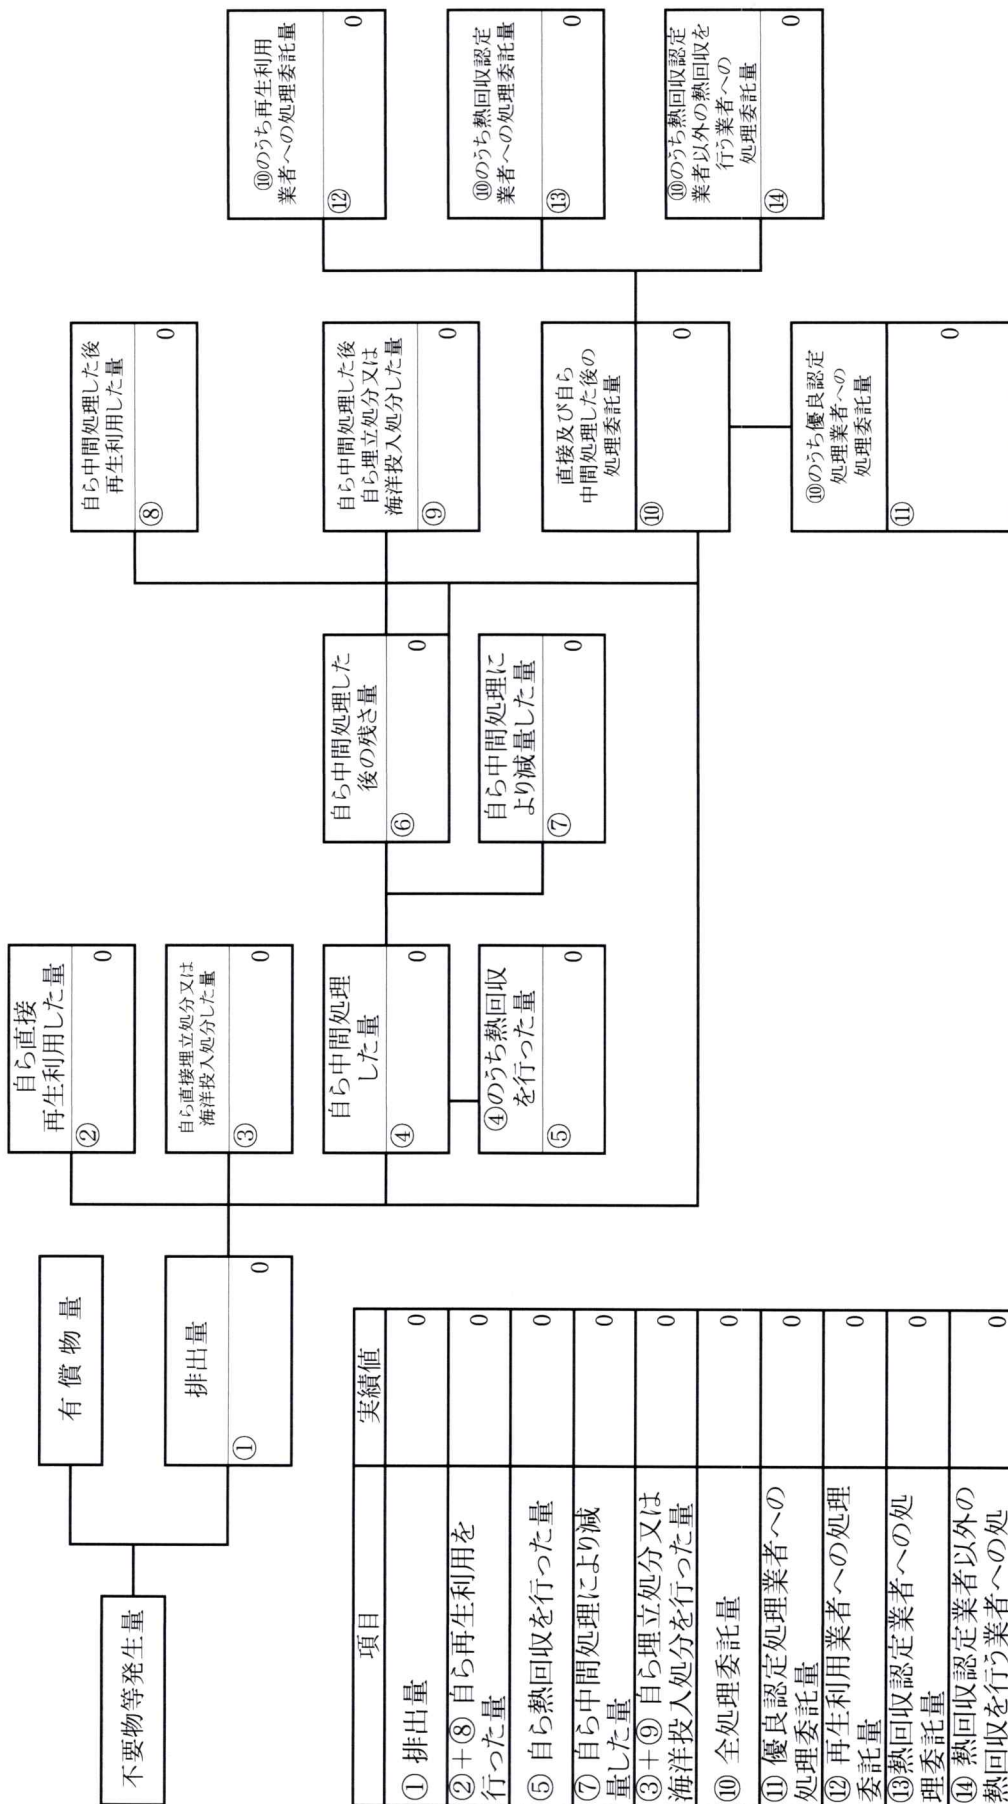 不要物等発生量
有償物量
排出量
①
0
自ら直接
再生利用した量
②
0
自ら直接埋立処分又は
海洋投入処分した量
③
0
自ら中間処理
した量
④
0
④のうち熱回収
を行った量
⑤
0
自ら中間処理した
後の残さ量
⑥
0
自ら中間処理に
より減量した量
⑦
0
自ら中間処理した後
再生利用した量
⑧
0
自ら中間処理した後
自ら埋立処分又は
海洋投入処分した量
⑨
0
直接及び自ら
中間処理した後の
処理委託量
⑩
0
⑩のうち優良認定
処理業者への
処理委託量
⑪
0
⑩のうち再生利用
業者への処理委託量
⑫
0
⑩のうち熱回収認定
業者への処理委託量
⑬
0
⑩のうち熱回収認定
業者以外の熱回収を
行う業者への
処理委託量
⑭
0
項目 実績値
① 排出量 0
②+⑧ 自ら再生利用を
行った量 0
⑤ 自ら熱回収を行った量 0
⑦ 自ら中間処理により減
量した量 0
③+⑨ 自ら埋立処分又は
海洋投入処分を行った量 0
⑩ 全処理委託量 0
⑪ 優良認定処理業者への
処理委託量 0
⑫ 再生利用業者への処理
委託量 0
⑬熱回収認定業者への処
理委託量 0
⑭ 熱回収認定業者以外の
熱回収を行う業者への処 0